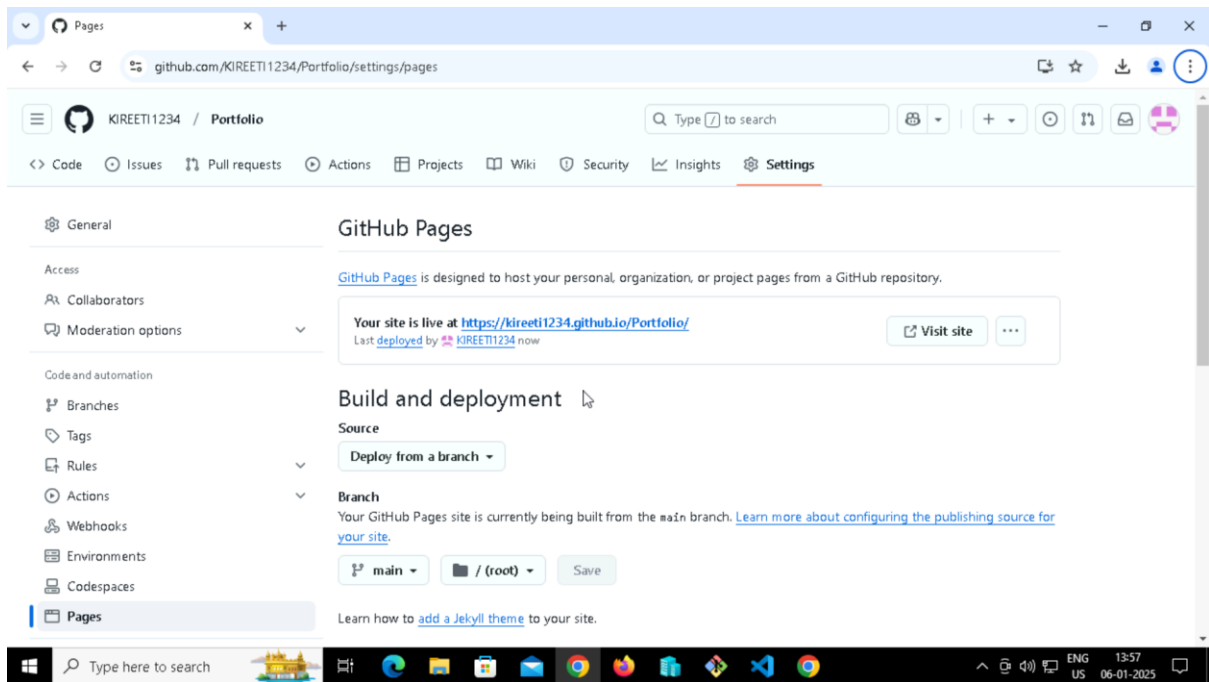 Pages
github.com/KIREETI1234/Portfolio/settings/pages
KIREETI1234 / Portfolio
Type / to search
Code
Issues
Pull requests
Actions
Projects
Wiki
Security
Insights
Settings
General
Access
Collaborators
Moderation options
Code and automation
Branches
Tags
Rules
Actions
Webhooks
Environments
Codespaces
Pages
GitHub Pages
GitHub Pages is designed to host your personal, organization, or project pages from a GitHub repository.
Your site is live at https://kireeti1234.github.io/Portfolio/
Last deployed by KIREETI1234 now
Visit site
Build and deployment
Source
Deploy from a branch
Branch
Your GitHub Pages site is currently being built from the main branch. Learn more about configuring the publishing source for
your site.
main
/ (root)
Save
Learn how to add a Jekyll theme to your site.
Type here to search
ENG
US
13:57
06-01-2025